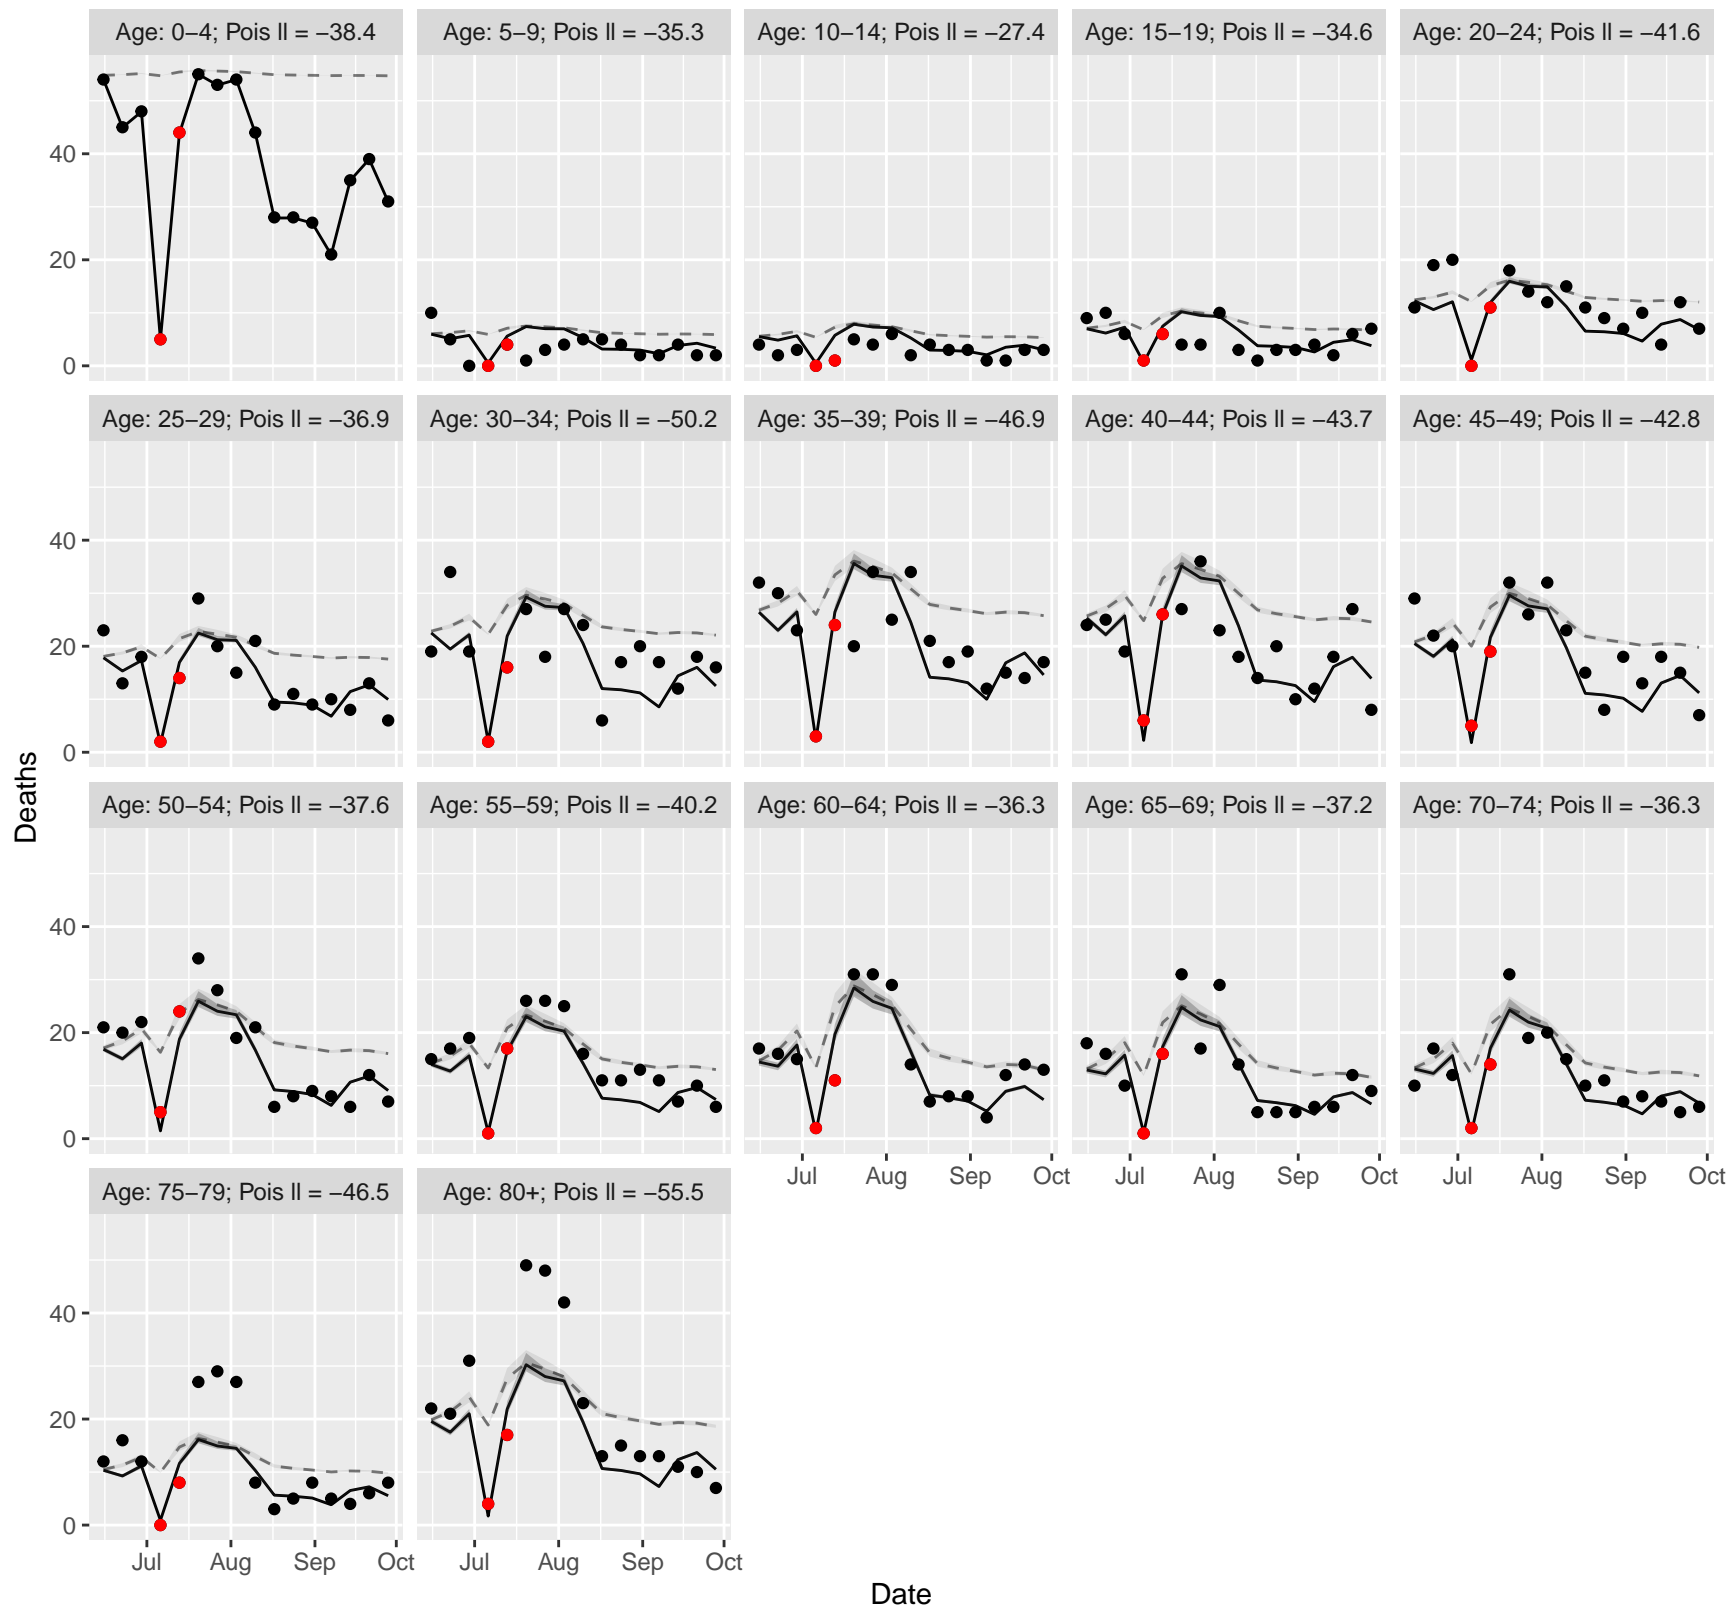 Age: 0−4; Pois ll = −38.4
Age: 5−9; Pois ll = −35.3
Age: 10−14; Pois ll = −27.4
Age: 15−19; Pois ll = −34.6
Age: 20−24; Pois ll = −41.6
40
20
0
Age: 25−29; Pois ll = −36.9
Age: 30−34; Pois ll = −50.2
Age: 35−39; Pois ll = −46.9
Age: 40−44; Pois ll = −43.7
Age: 45−49; Pois ll = −42.8
40
20
0
Deaths
Age: 50−54; Pois ll = −37.6
Age: 55−59; Pois ll = −40.2
Age: 60−64; Pois ll = −36.3
Age: 65−69; Pois ll = −37.2
Age: 70−74; Pois ll = −36.3
40
20
0
Jul Aug Sep Oct
Jul Aug Sep Oct
Jul Aug Sep Oct
Age: 75−79; Pois ll = −46.5
Age: 80+; Pois ll = −55.5
40
20
0
Jul Aug Sep Oct
Jul Aug Sep Oct
Date